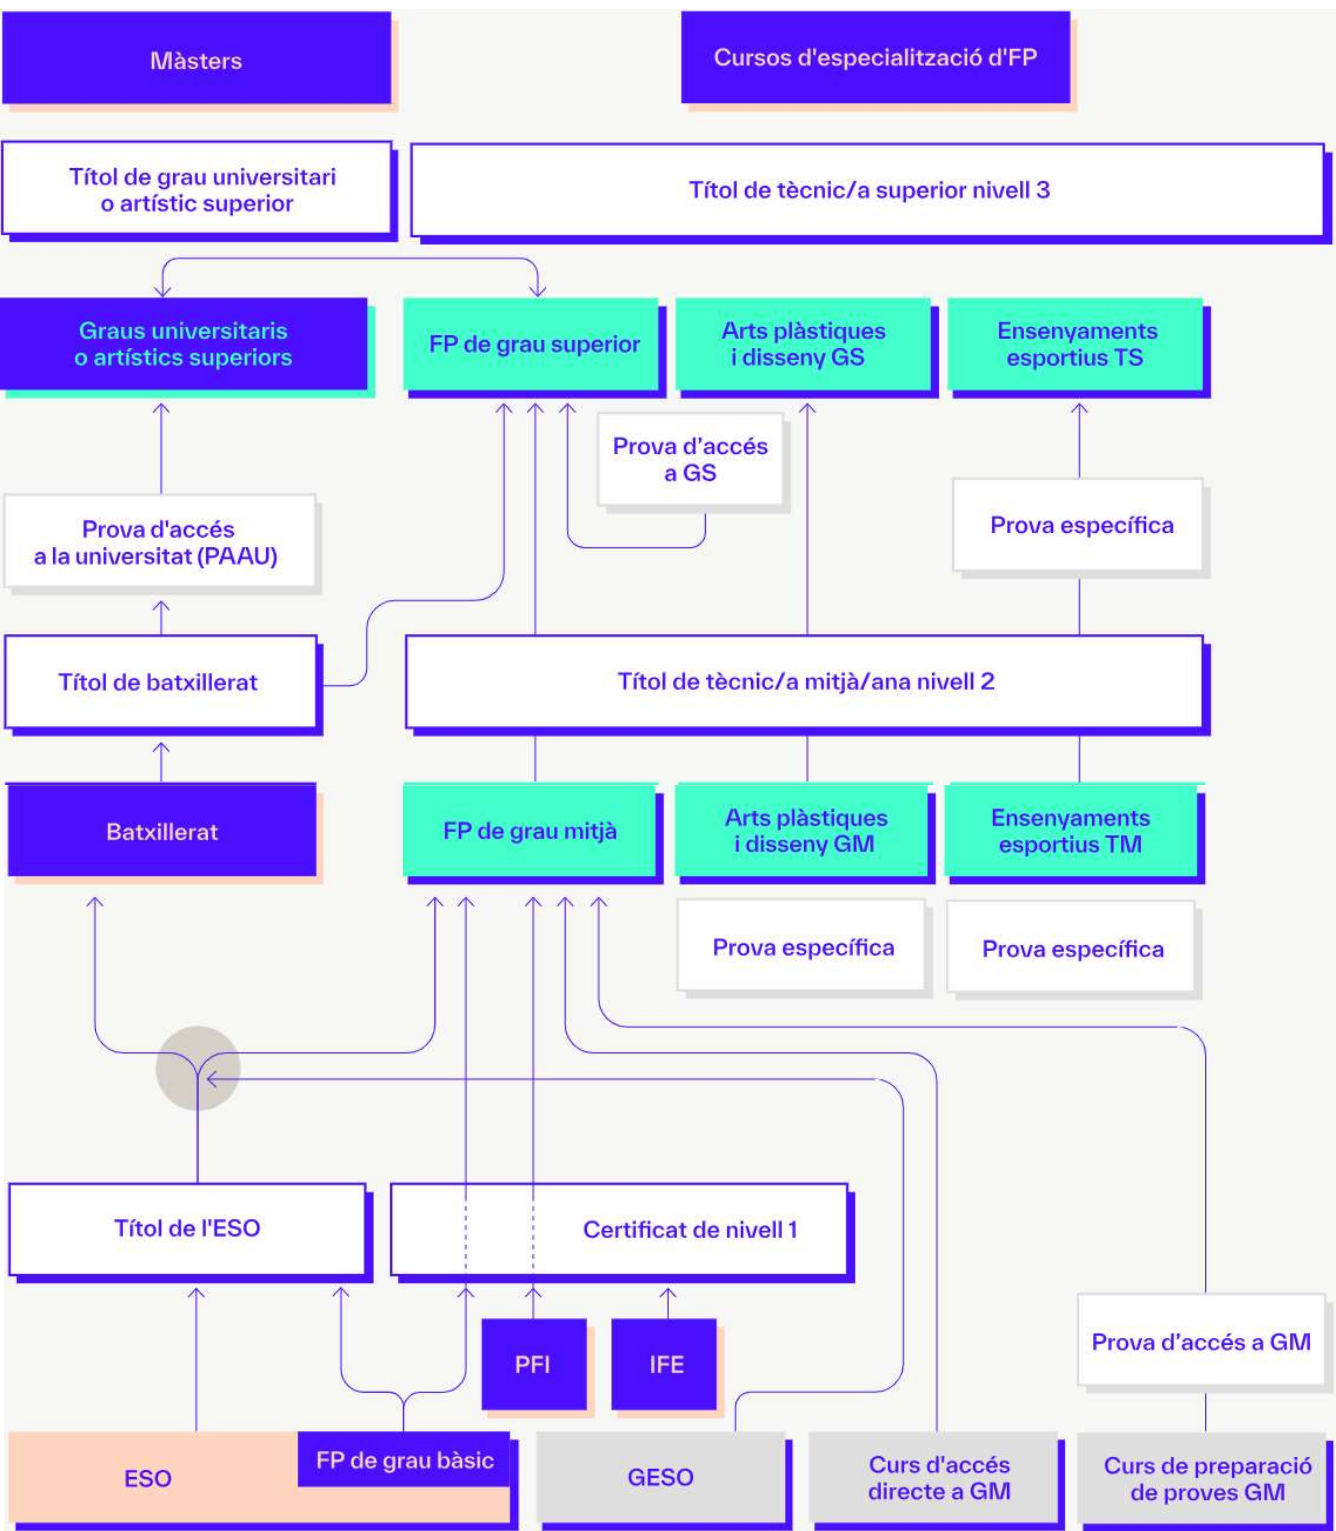 Màsters
Cursos d'especialització d'FP
Títol de grau universitari
o artístic superior
Títol de tècnic/a superior nivell 3
Graus universitaris
o artístics superiors
FP de grau superior
Arts plàstiques
i disseny GS
Ensenyaments
esportius TS
Prova d'accés
a GS
Prova d'accés
a la universitat (PAAU)
Prova específica
Títol de batxillerat
Títol de tècnic/a mitjà/ana nivell 2
Batxillerat
FP de grau mitjà
Arts plàstiques
i disseny GM
Ensenyaments
esportius TM
Prova específica
Prova específica
Títol de l'ESO
Certificat de nivell 1
PFI
IFE
Prova d'accés a GM
ESO
FP de grau bàsic
GESO
Curs d'accés
directe a GM
Curs de preparació
de proves GM